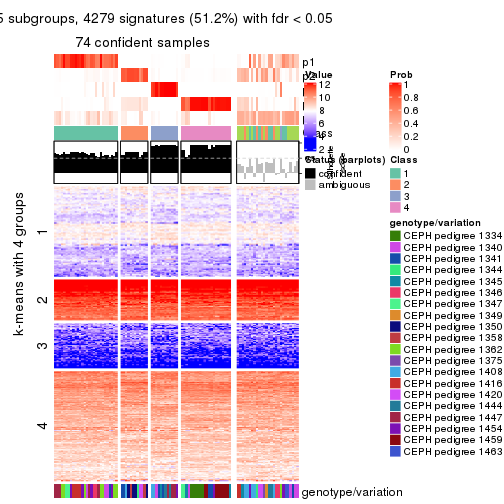 5 subgroups, 4279 signatures (51.2%) with fdr < 0.05
74 confident samples
p1
Value
12
10
8
6
4
2
Prob
1
0.8
0.6
0.4
0.2
0
Status (barplots)
confident
ambiguous
Class
1
2
3
4
k-means with 4 groups
1
2
3
4
genotype/variation
CEPH pedigree 1334
CEPH pedigree 1340
CEPH pedigree 1341
CEPH pedigree 1344
CEPH pedigree 1345
CEPH pedigree 1346
CEPH pedigree 1347
CEPH pedigree 1349
CEPH pedigree 1350
CEPH pedigree 1358
CEPH pedigree 1362
CEPH pedigree 1375
CEPH pedigree 1408
CEPH pedigree 1416
CEPH pedigree 1420
CEPH pedigree 1444
CEPH pedigree 1447
CEPH pedigree 1454
CEPH pedigree 1459
CEPH pedigree 1463
genotype/variation